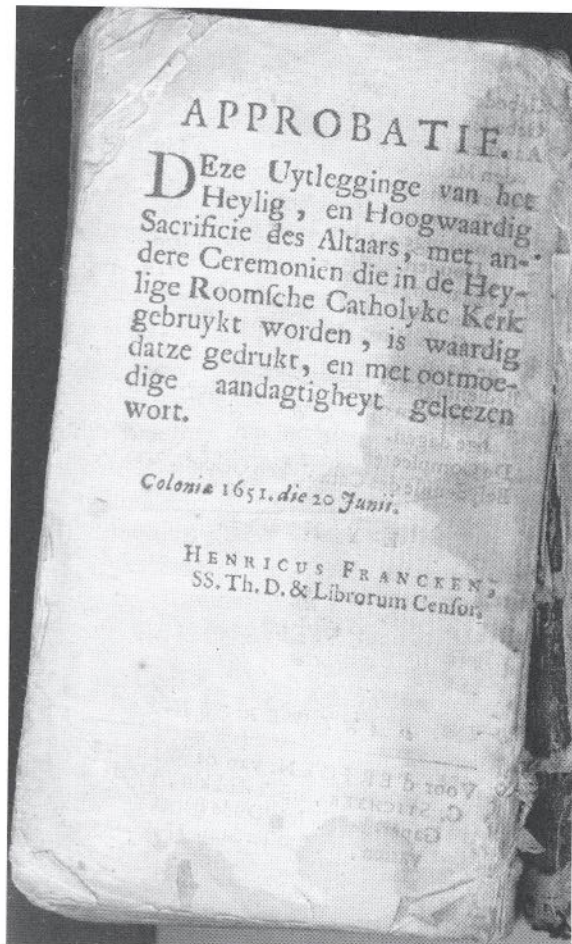 APPROBATIE.
DEze Uytlegginge van het
Heylig, en Hoogwaardig
Sacrificie des Altaars, met an-
dere Ceremonien die in de Hey-
lige Roomſche Catholyke Kerk
gebruykt worden, is waardig
datze gedrukt, en met ootmoe-
dige aandagtigheyt geleezen
wort.
Coloniæ 1651. die 20 Junii.
HENRICUS FRANCKEN,
SS. Th. D. & Librorum Cenſor.